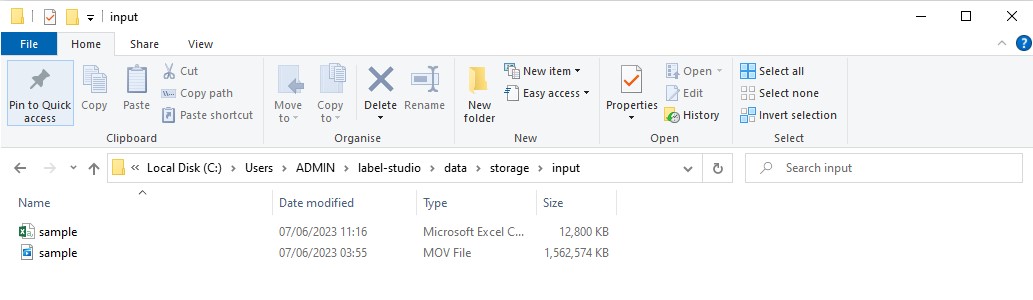 input
File Home Share View
Pin to Quick access
Copy
Paste
Cut
Copy path
Paste shortcut
Clipboard
Move to
Copy to
Delete
Rename
Organise
New folder
New item
Easy access
New
Properties
Open
Edit
History
Open
Select all
Select none
Invert selection
Select
« Local Disk (C:) > Users > ADMIN > label-studio > data > storage > input
Search input
Name Date modified Type Size
sample 07/06/2023 11:16 Microsoft Excel C... 12,800 KB
sample 07/06/2023 03:55 MOV File 1,562,574 KB